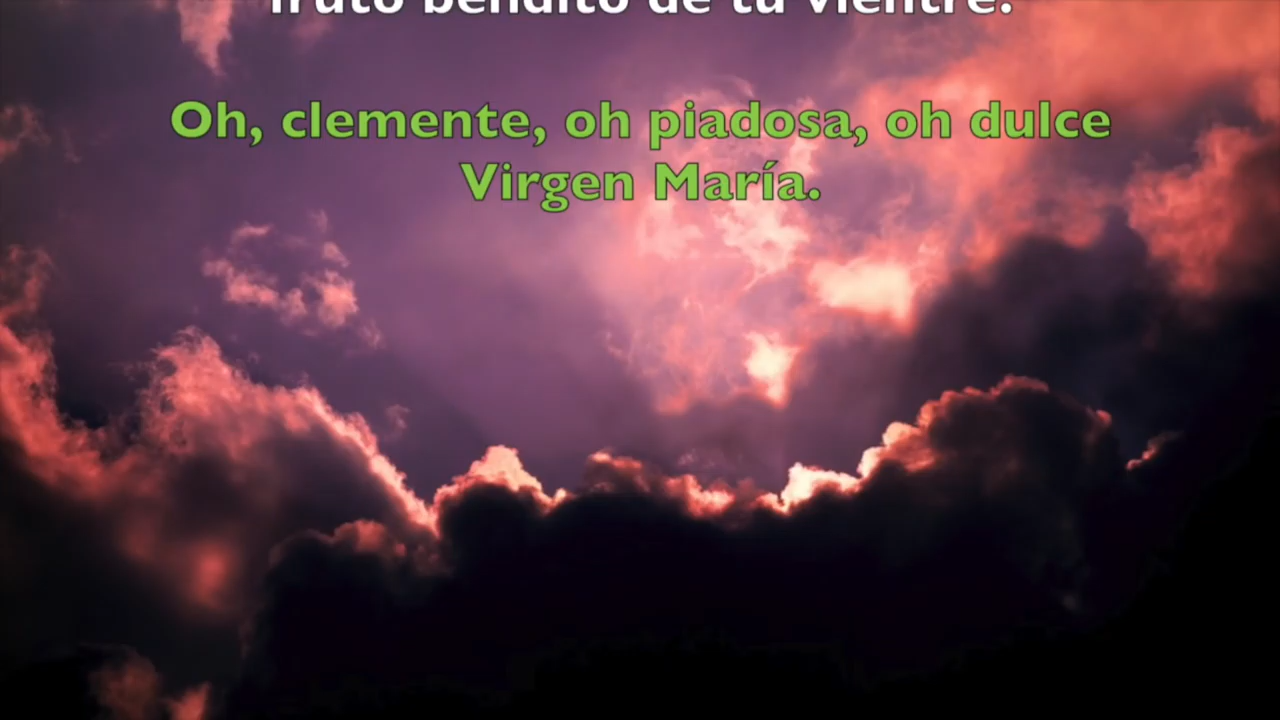 fruto bendito de tu vientre.
Oh, clemente, oh piadosa, oh dulce
Virgen María.